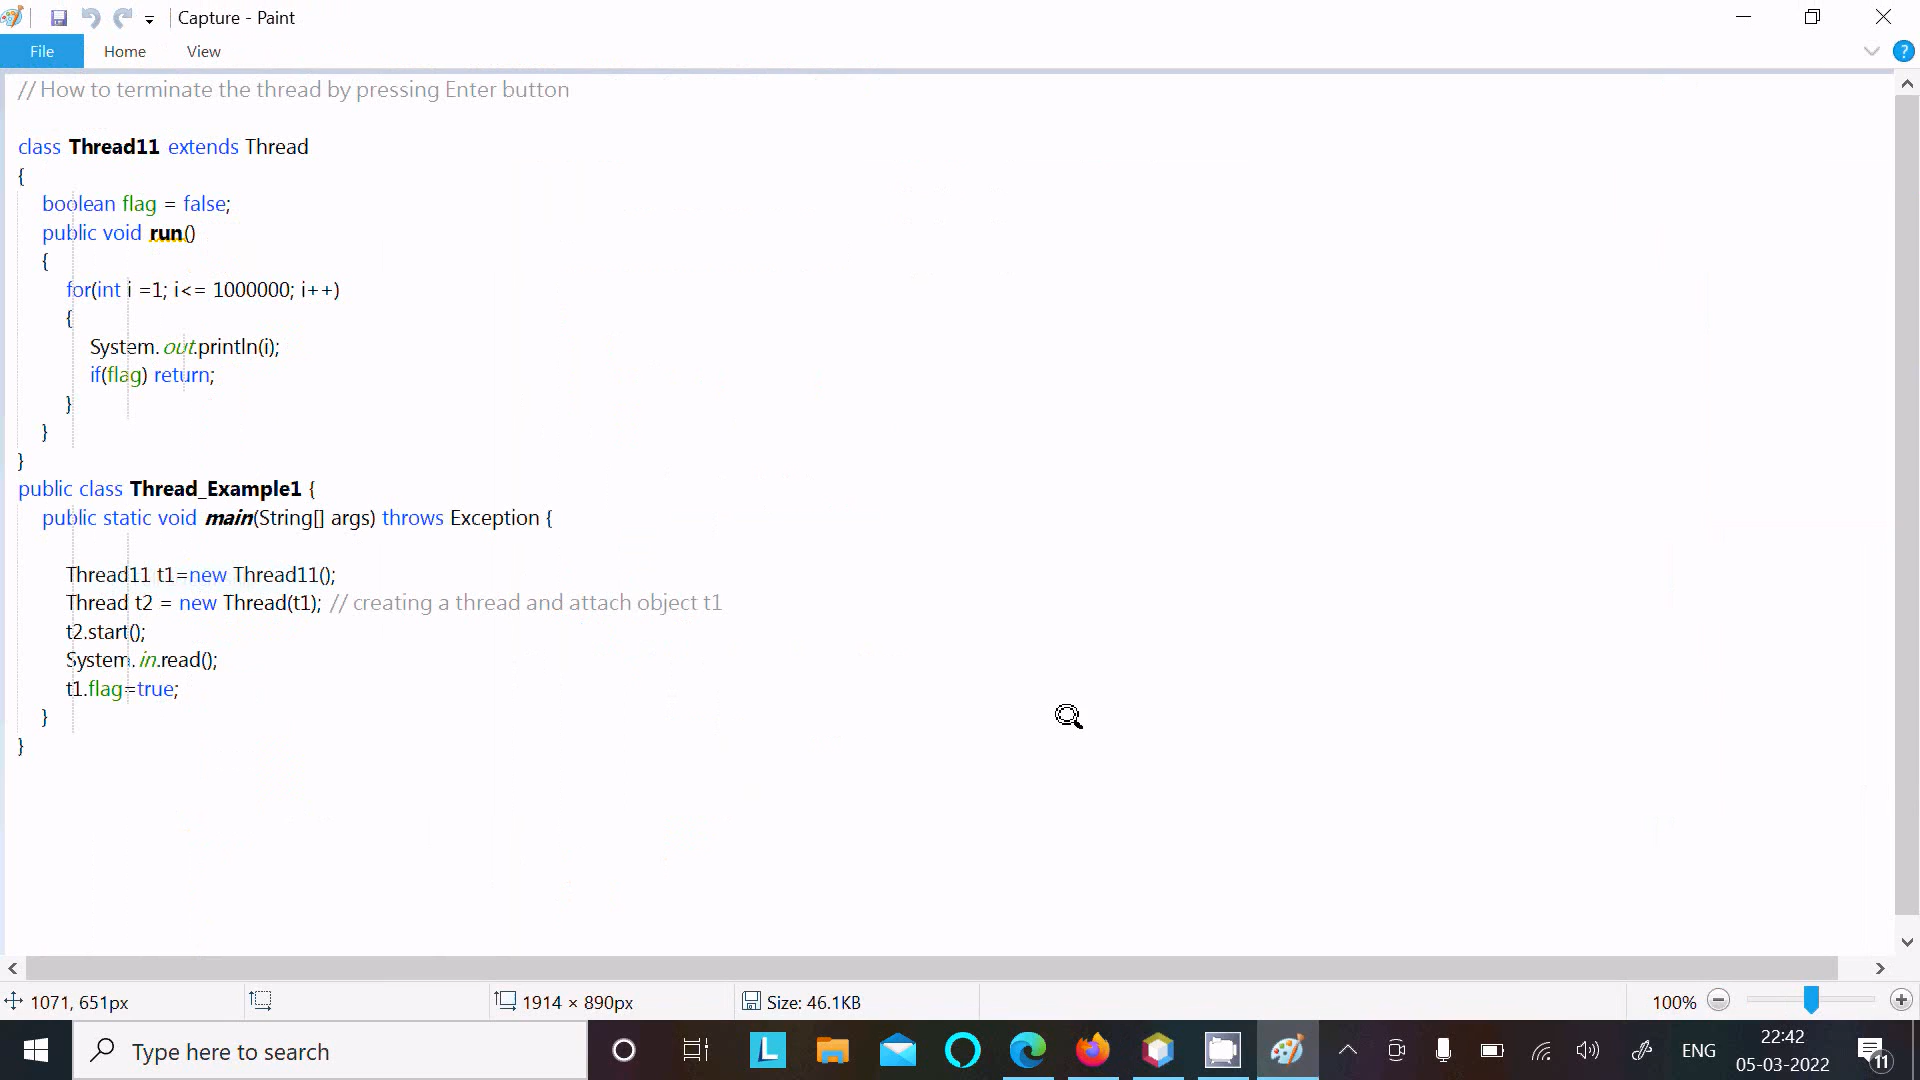 Capture - Paint
File Home View
// How to terminate the thread by pressing Enter button
class Thread11 extends Thread
{
boolean flag = false;
public void run()
{
for(int i =1; i<= 1000000; i++)
{
System.out.println(i);
if(flag) return;
}
}
}
public class Thread_Example1 {
public static void main(String[] args) throws Exception {
Thread11 t1=new Thread11();
Thread t2 = new Thread(t1); // creating a thread and attach object t1
t2.start();
System.in.read();
t1.flag=true;
}
}
1071, 651px 1914 × 890px Size: 46.1KB 100%
Type here to search L ENG 22:42
05-03-2022 11